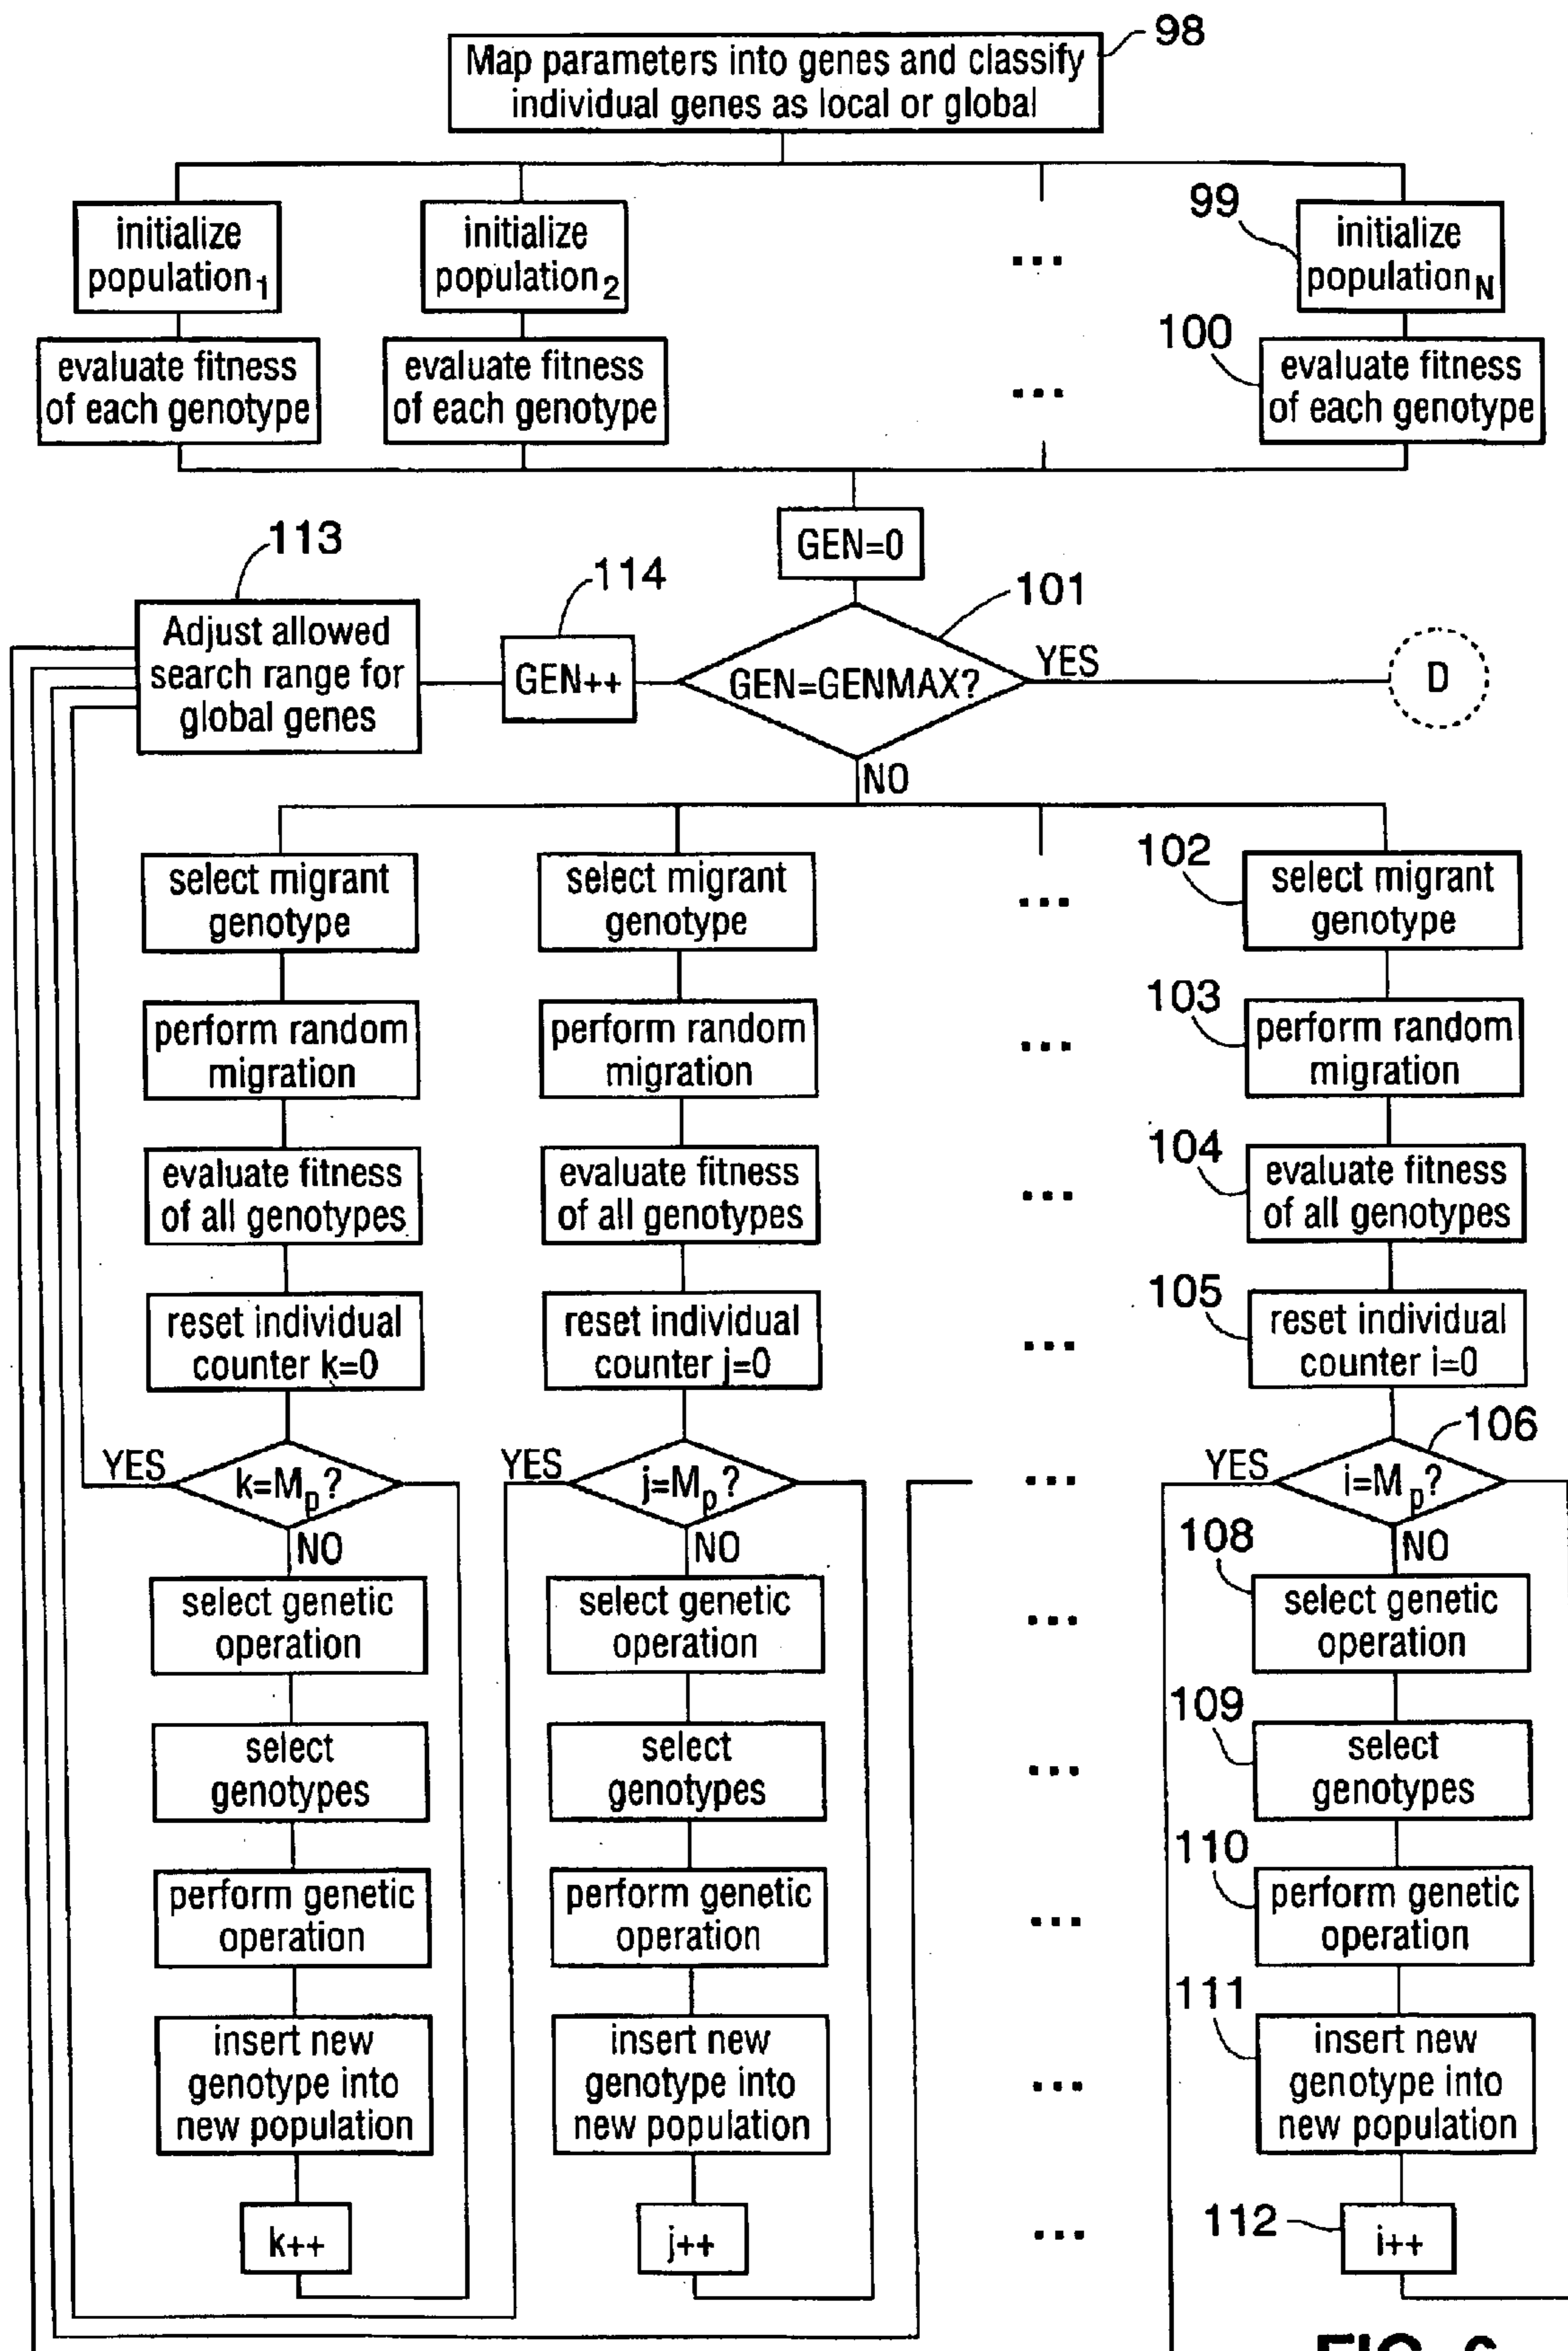 98
Map parameters into genes and classify
individual genes as local or global
99
initialize
population1
initialize
population2
...
initialize
populationN
100
evaluate fitness
of each genotype
evaluate fitness
of each genotype
...
evaluate fitness
of each genotype
GEN=0
113
114
101
Adjust allowed
search range for
global genes
GEN++
GEN=GENMAX?
YES
D
NO
102
select migrant
genotype
select migrant
genotype
...
select migrant
genotype
103
perform random
migration
perform random
migration
...
perform random
migration
104
evaluate fitness
of all genotypes
evaluate fitness
of all genotypes
...
evaluate fitness
of all genotypes
105
reset individual
counter k=0
reset individual
counter j=0
...
reset individual
counter i=0
106
YES
k=Mp?
YES
j=Mp?
...
YES
i=Mp?
NO
NO
NO
108
select genetic
operation
select genetic
operation
...
select genetic
operation
109
select
genotypes
select
genotypes
...
select
genotypes
110
perform genetic
operation
perform genetic
operation
...
perform genetic
operation
111
insert new
genotype into
new population
insert new
genotype into
new population
...
insert new
genotype into
new population
k++
j++
...
112
i++